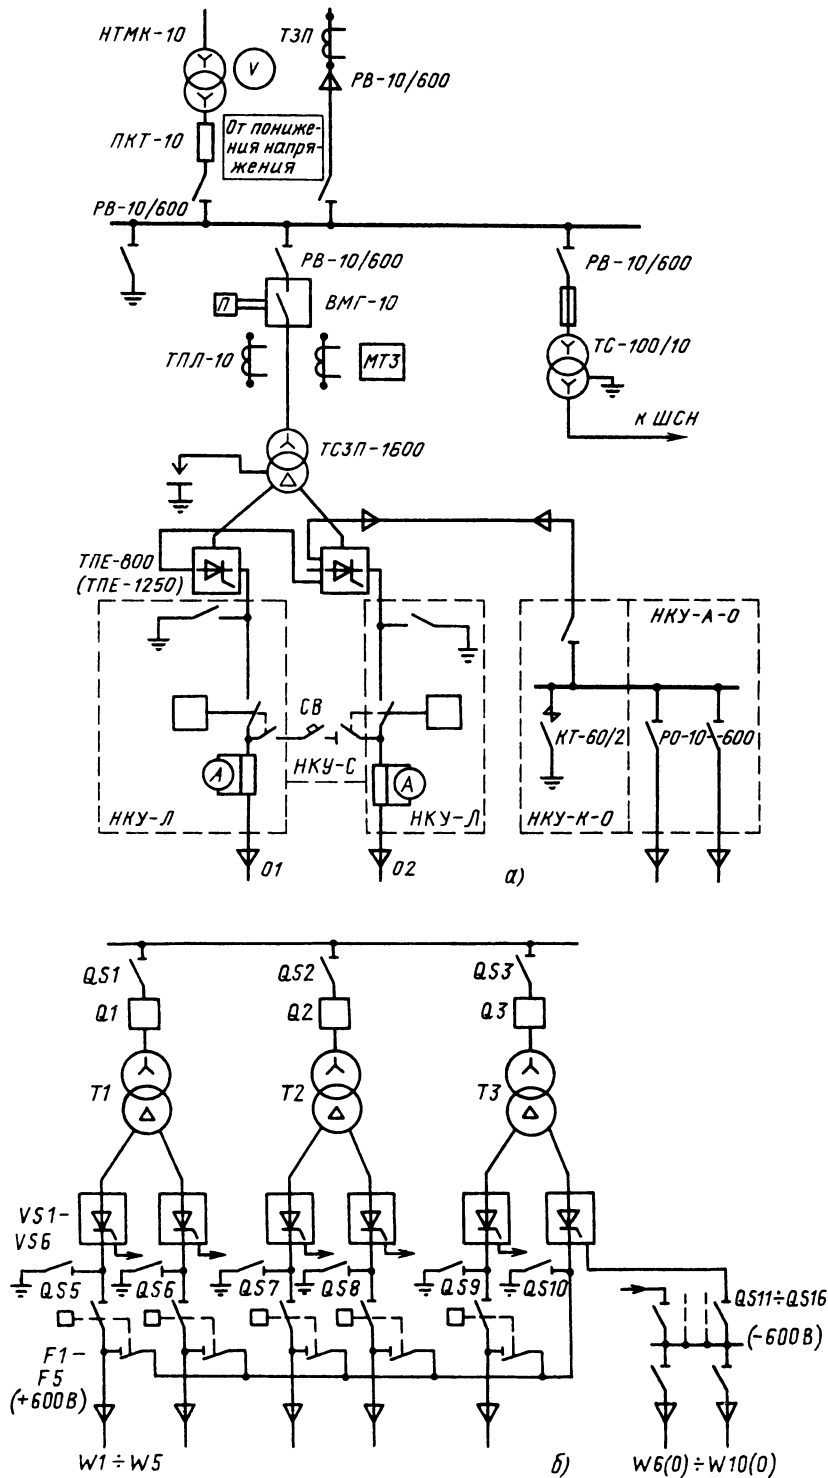 НТМК-10
ТЗП
V
РВ-10/600
ПКТ-10
От пониже-
ния напря-
жения
РВ-10/600
РВ-10/600
РВ-10/600
П
ВМГ-10
ТПЛ-10
МТЗ
ТС-100/10
к ШСН
ТСЗП-1600
ТПЕ-800
(ТПЕ-1250)
НКУ-А-О
СВ
КТ-60/2
РО-10-600
НКУ-С
А
А
НКУ-Л
НКУ-Л
НКУ-К-О
01
02
а)
QS1
QS2
QS3
Q1
Q2
Q3
T1
T2
T3
VS1-
VS6
QS5
QS6
QS7
QS8
QS9
QS10
QS11÷QS16
(-600В)
F1-
F5
(+600В)
W1÷W5
б)
W6(0)÷W10(0)